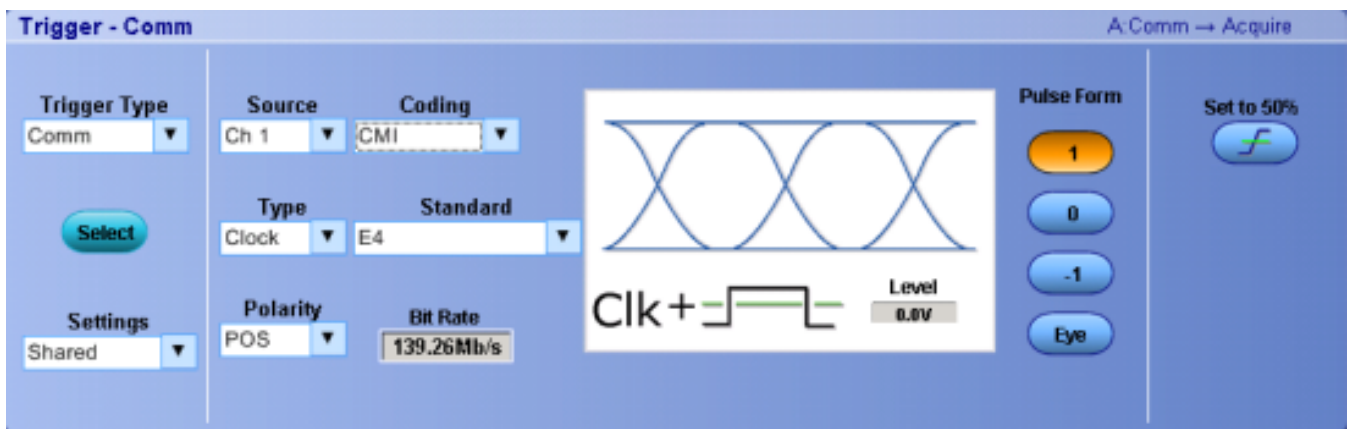 Trigger - Comm
A:Comm → Acquire
Trigger Type
Comm
Select
Settings
Shared
Source
Ch 1
Coding
CMI
Type
Clock
Standard
E4
Polarity
POS
Bit Rate
139.26Mb/s
Clk+
Level
0.0V
Pulse Form
1
0
-1
Eye
Set to 50%